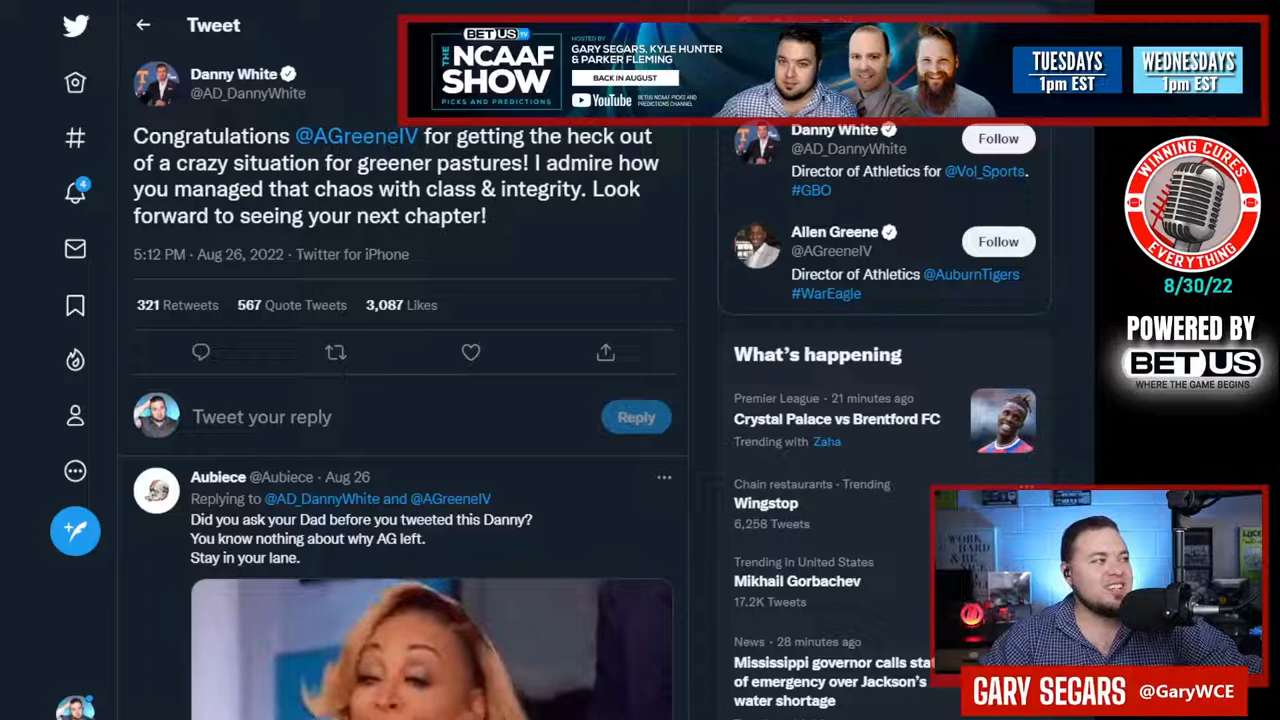 Tweet
BETUS TV
THE NCAAF SHOW
PICKS AND PREDICTIONS
HOSTED BY
GARY SEGARS, KYLE HUNTER
& PARKER FLEMING
BACK IN AUGUST
YouTube
BETUS NCAAF PICKS AND
PREDICTIONS CHANNEL
TUESDAYS
1pm EST
WEDNESDAYS
1pm EST
Danny White
@AD_DannyWhite
Congratulations @AGreeneIV for getting the heck out
of a crazy situation for greener pastures! I admire how
you managed that chaos with class & integrity. Look
forward to seeing your next chapter!
5:12 PM · Aug 26, 2022 · Twitter for iPhone
321 Retweets 567 Quote Tweets 3,087 Likes
4
Tweet your reply
Reply
Aubiece @Aubiece · Aug 26
Replying to @AD_DannyWhite and @AGreeneIV
Did you ask your Dad before you tweeted this Danny?
You know nothing about why AG left.
Stay in your lane.
Danny White
@AD_DannyWhite
Follow
Director of Athletics for @Vol_Sports.
#GBO
Allen Greene
@AGreeneIV
Follow
Director of Athletics @AuburnTigers
#WarEagle
What's happening
Premier League · 21 minutes ago
Crystal Palace vs Brentford FC
Trending with Zaha
Chain restaurants · Trending
Wingstop
6,258 Tweets
Trending in United States
Mikhail Gorbachev
17.2K Tweets
News · 28 minutes ago
Mississippi governor calls stat
of emergency over Jackson's
water shortage
WINNING CURES
EVERYTHING
8/30/22
POWERED BY
BETUS
WHERE THE GAME BEGINS
WORK
HARD &
GARY SEGARS @GaryWCE